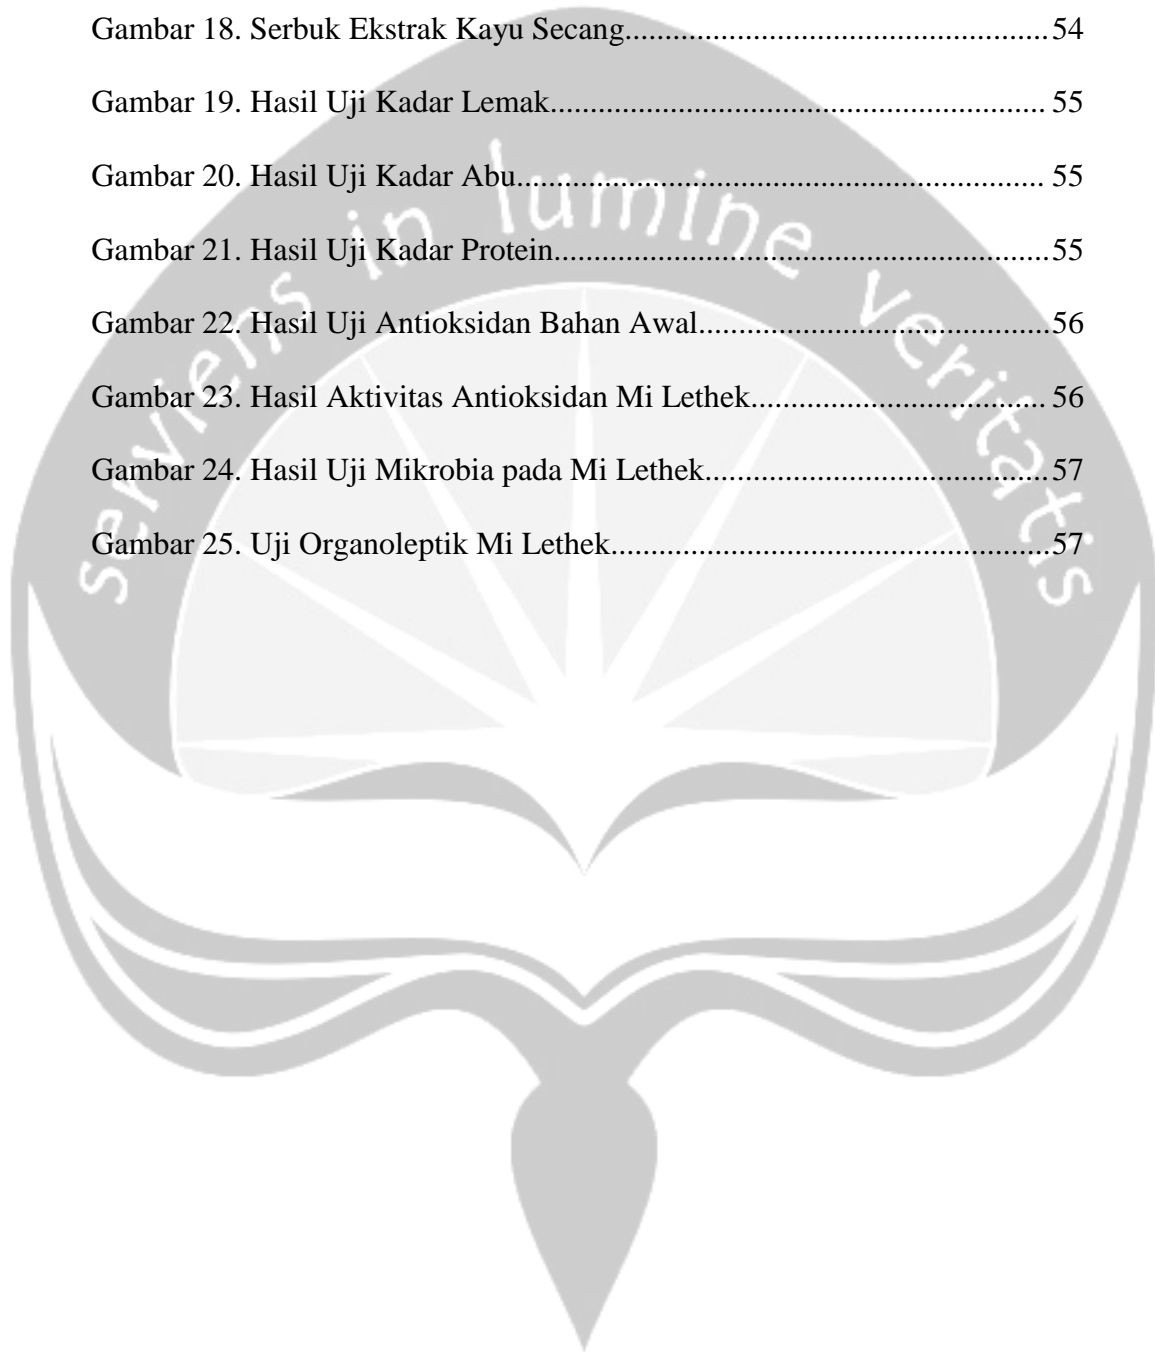 Gambar 18. Serbuk Ekstrak Kayu Secang....................................................54
Gambar 19. Hasil Uji Kadar Lemak............................................................. 55
Gambar 20. Hasil Uji Kadar Abu................................................................. 55
Gambar 21. Hasil Uji Kadar Protein.............................................................55
Gambar 22. Hasil Uji Antioksidan Bahan Awal...........................................56
Gambar 23. Hasil Aktivitas Antioksidan Mi Lethek.................................... 56
Gambar 24. Hasil Uji Mikrobia pada Mi Lethek..........................................57
Gambar 25. Uji Organoleptik Mi Lethek......................................................57
serviens in lumine veritatis